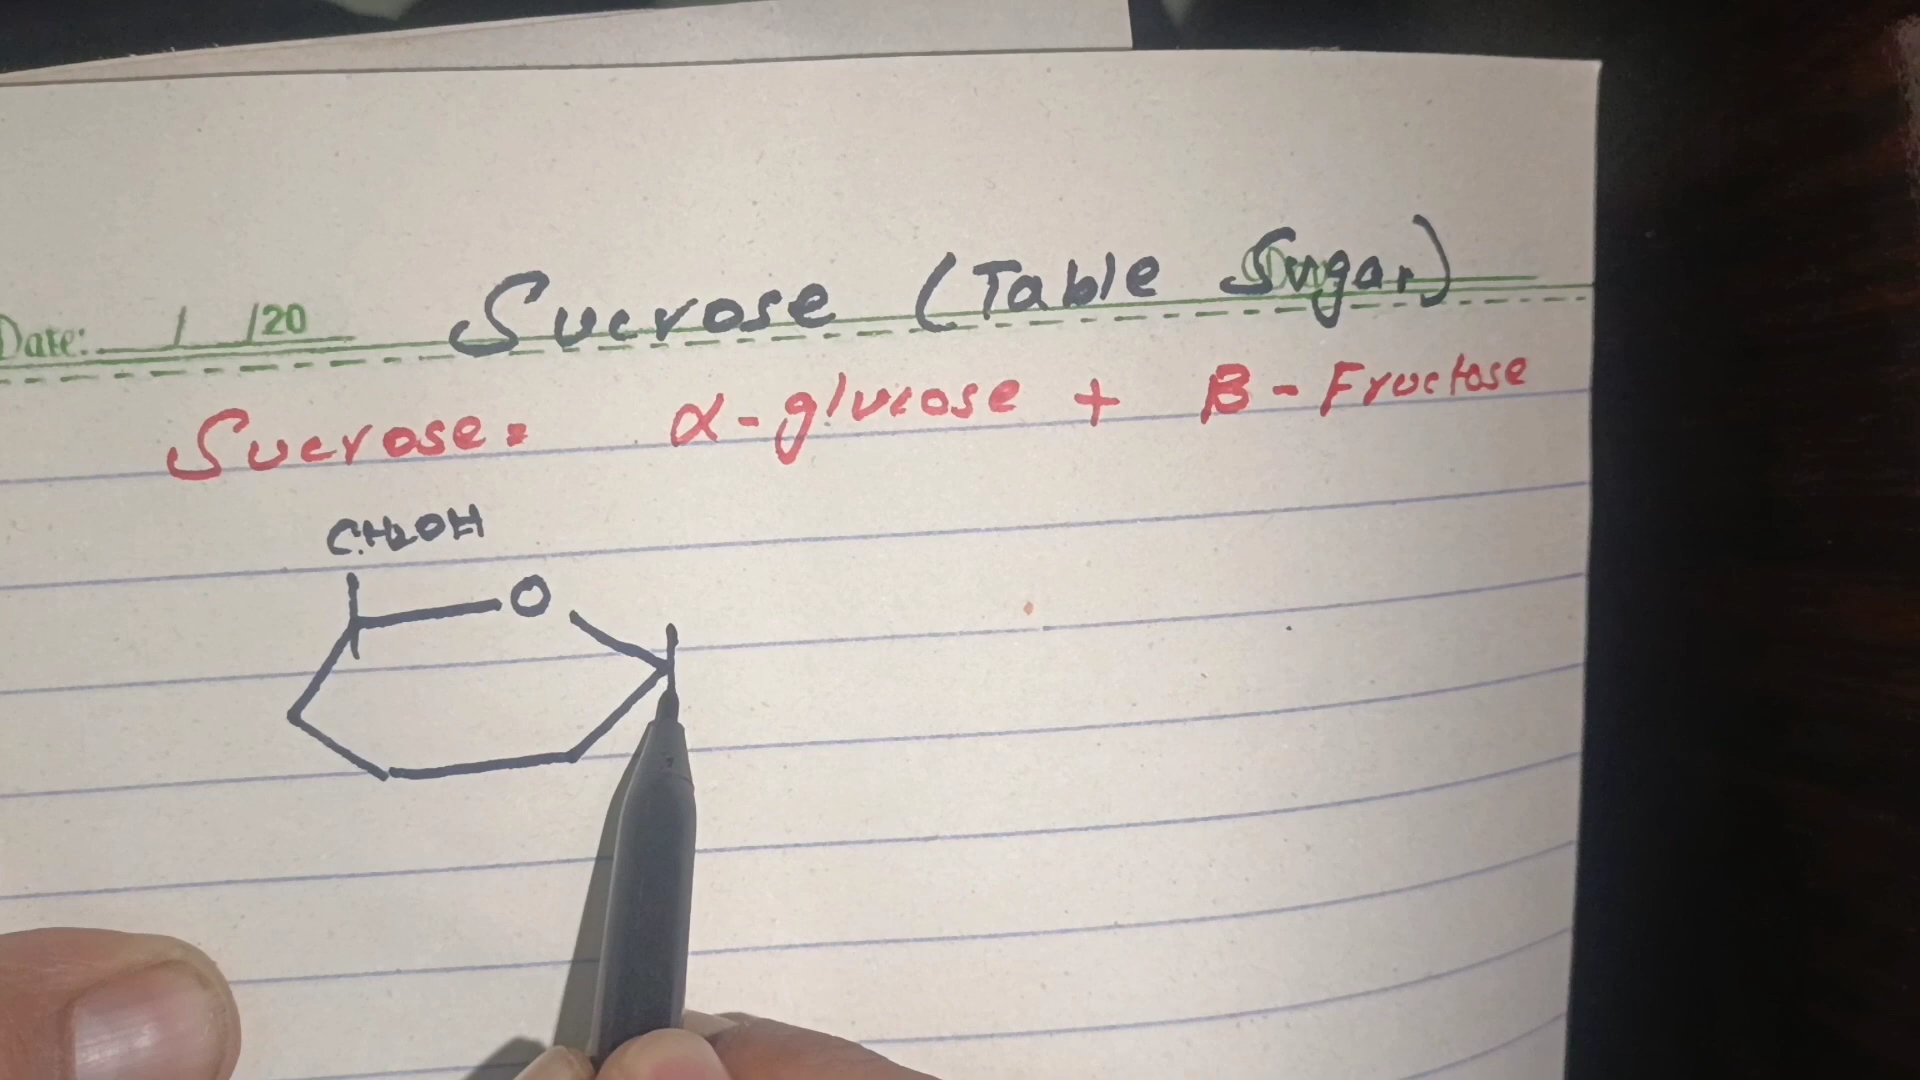 Sucrose (Table Sugar)
Date: / /20
Sucrose= α-glucose + β-Fructose
CH2OH
O